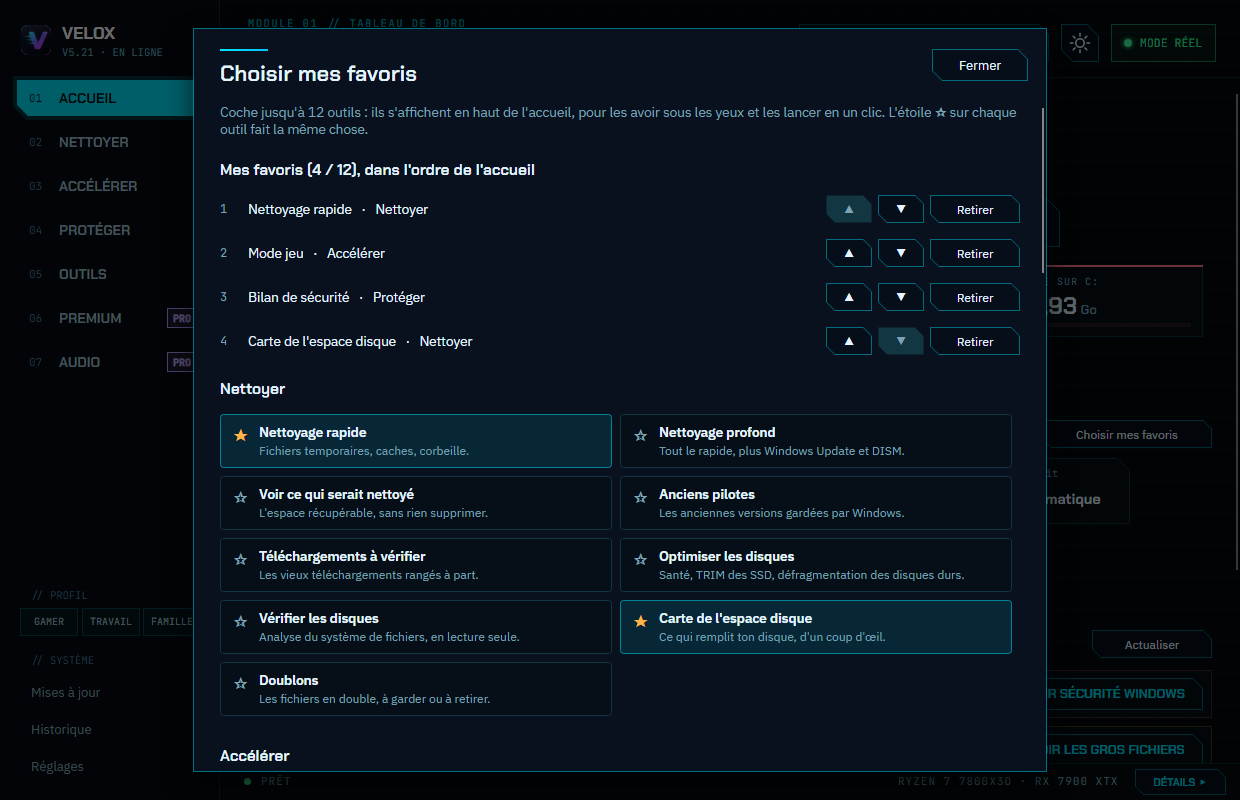 MODULE 01 // TABLEAU DE BORD
VELOX
V5.21 · EN LIGNE
MODE RÉEL
01 ACCUEIL
02 NETTOYER
03 ACCÉLÉRER
04 PROTÉGER
05 OUTILS
06 PREMIUM PRO
07 AUDIO PRO
// PROFIL
GAMER TRAVAIL FAMILLE
// SYSTÈME
Mises à jour
Historique
Réglages
Choisir mes favoris
Fermer
Coche jusqu'à 12 outils : ils s'affichent en haut de l'accueil, pour les avoir sous les yeux et les lancer en un clic. L'étoile ☆ sur chaque
outil fait la même chose.
Mes favoris (4 / 12), dans l'ordre de l'accueil
1 Nettoyage rapide · Nettoyer ▲ ▼ Retirer
2 Mode jeu · Accélérer ▲ ▼ Retirer
3 Bilan de sécurité · Protéger ▲ ▼ Retirer
4 Carte de l'espace disque · Nettoyer ▲ ▼ Retirer
Nettoyer
★ Nettoyage rapide
Fichiers temporaires, caches, corbeille.
☆ Nettoyage profond
Tout le rapide, plus Windows Update et DISM.
☆ Voir ce qui serait nettoyé
L'espace récupérable, sans rien supprimer.
☆ Anciens pilotes
Les anciennes versions gardées par Windows.
☆ Téléchargements à vérifier
Les vieux téléchargements rangés à part.
☆ Optimiser les disques
Santé, TRIM des SSD, défragmentation des disques durs.
☆ Vérifier les disques
Analyse du système de fichiers, en lecture seule.
★ Carte de l'espace disque
Ce qui remplit ton disque, d'un coup d'œil.
☆ Doublons
Les fichiers en double, à garder ou à retirer.
Accélérer
SUR C:
93 Go
Choisir mes favoris
matique
Actualiser
R SÉCURITÉ WINDOWS
IR LES GROS FICHIERS
PRÊT
RYZEN 7 7800X3D · RX 7900 XTX
DÉTAILS ▸